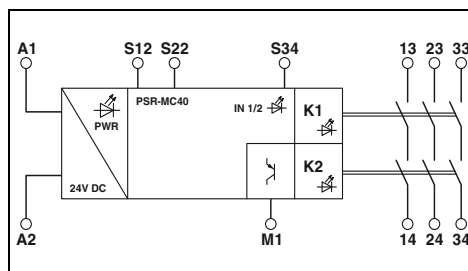 A1 S12 S22 S34 13 23 33
PSR-MC40 IN 1/2 K1
PWR
24V DC K2
A2 M1 14 24 34